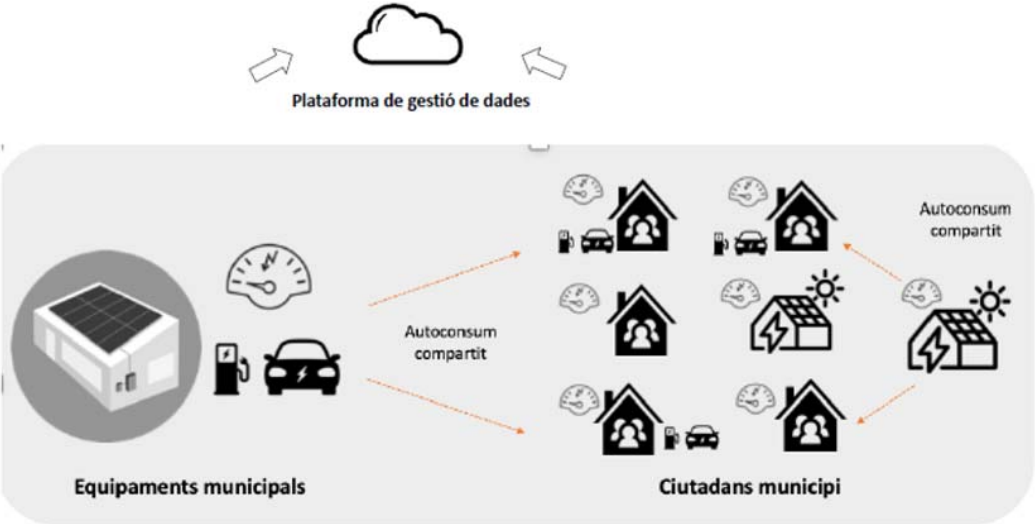 Plataforma de gestió de dades
Autoconsum
compartit
Autoconsum
compartit
Equipaments municipals
Ciutadans municipi